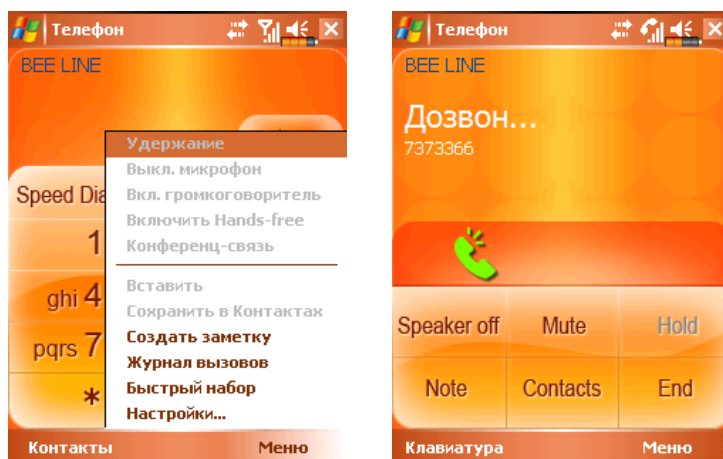 Телефон
BEE LINE
Удержание
Выкл. микрофон
Speed Dia
Вкл. громкоговоритель
Включить Hands-free
1
Конференц-связь
ghi 4
Вставить
Сохранить в Контактах
pqrs 7
Создать заметку
Журнал вызовов
*
Быстрый набор
Настройки...
Контакты
Меню
Телефон
BEE LINE
Дозвон...
7373366
Speaker off
Mute
Hold
Note
Contacts
End
Клавиатура
Меню